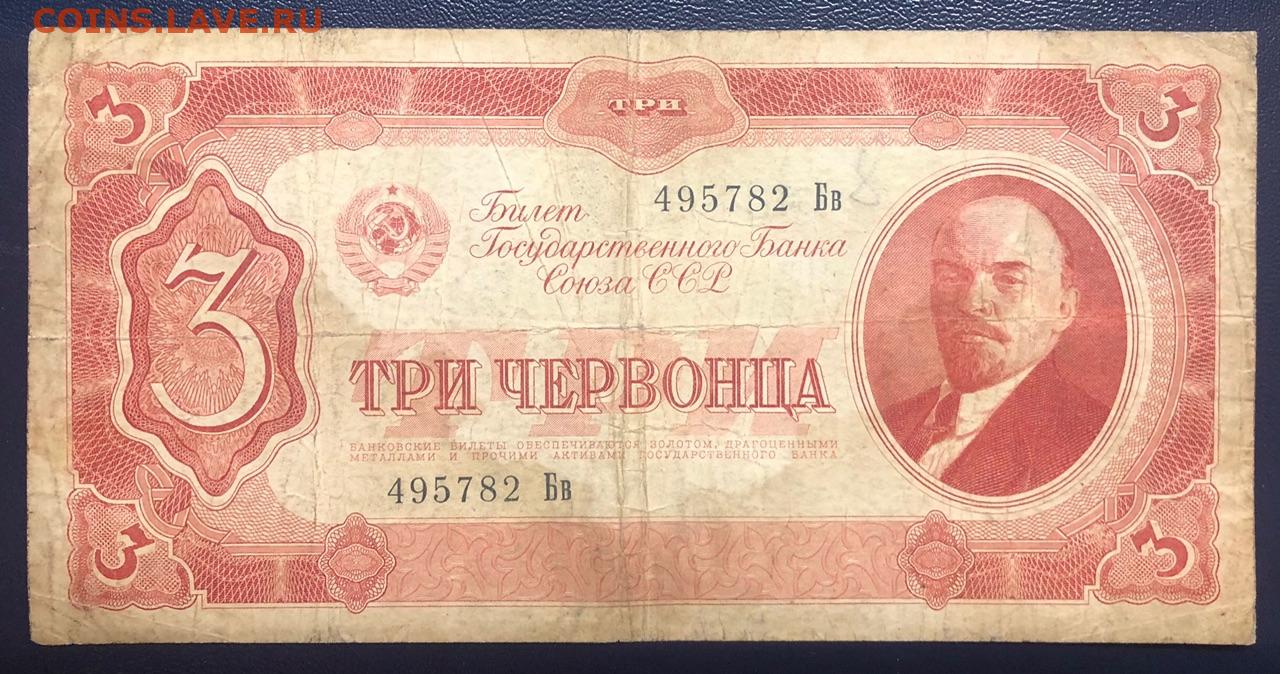 COINS.LAVE.RU
3
ТРИ
3
495782 Бв
Билет
Государственного Банка
Союза ССР
3
ТРИ
ТРИ ЧЕРВОНЦА
БАНКОВСКИЕ БИЛЕТЫ ОБЕСПЕЧИВАЮТСЯ ЗОЛОТОМ, ДРАГОЦЕННЫМИ
МЕТАЛЛАМИ И ПРОЧИМИ АКТИВАМИ ГОСУДАРСТВЕННОГО БАНКА
495782 Бв
3
3